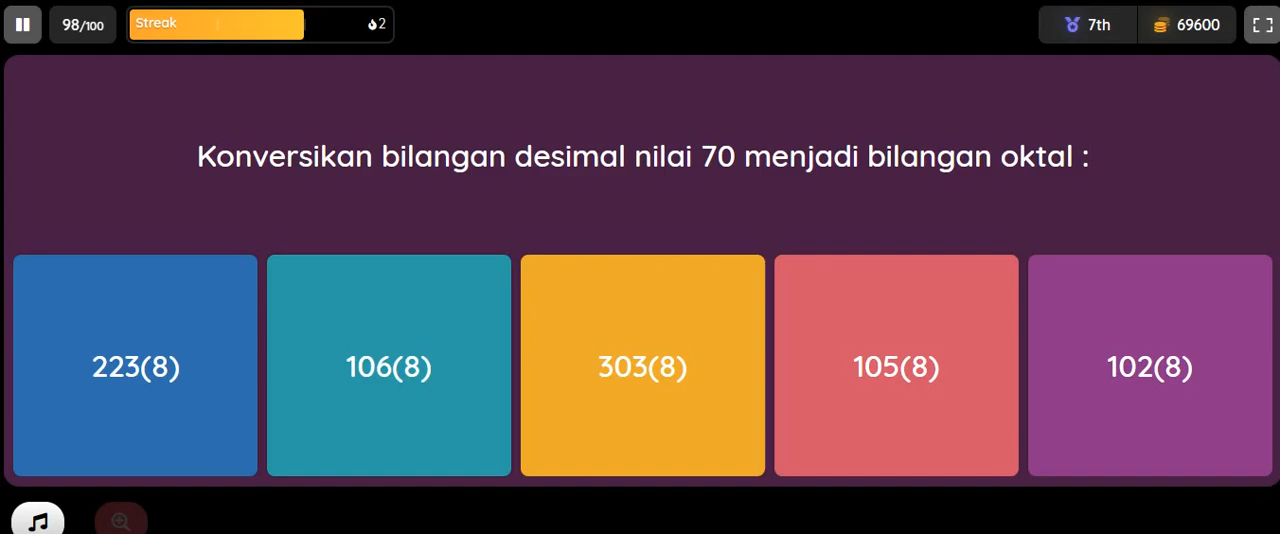 98/100
Streak
2
7th
69600
Konversikan bilangan desimal nilai 70 menjadi bilangan oktal :
223(8)
106(8)
303(8)
105(8)
102(8)